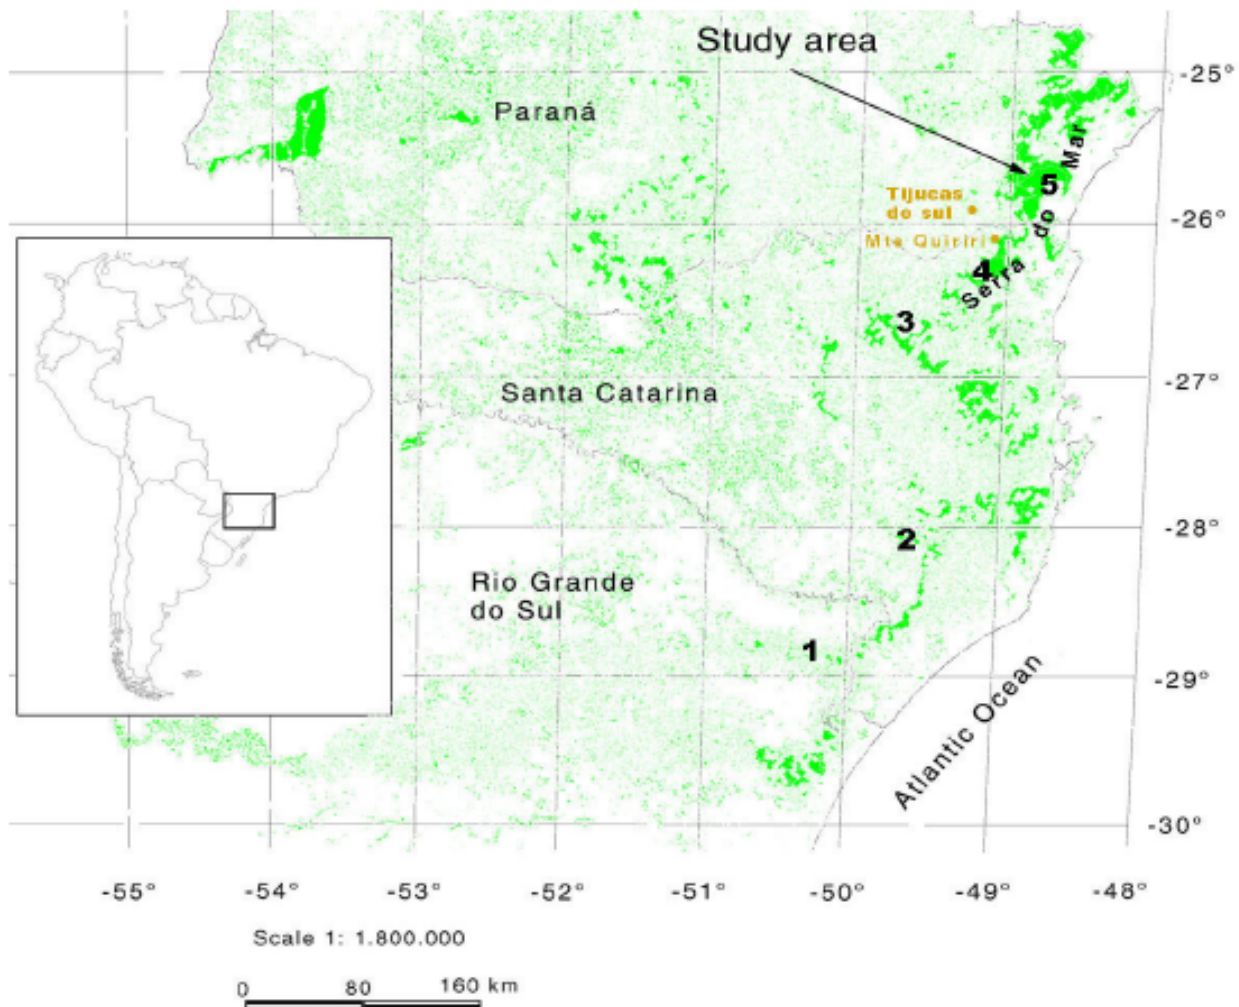 Study area
-25°
Paraná
Serra do Mar
5
Tijucas
do sul
-26°
Mte Quiriri
4
3
-27°
Santa Catarina
-28°
2
Rio Grande
do Sul
1
-29°
Atlantic Ocean
-30°
-55° -54° -53° -52° -51° -50° -49° -48°
Scale 1: 1.800.000
0 80 160 km